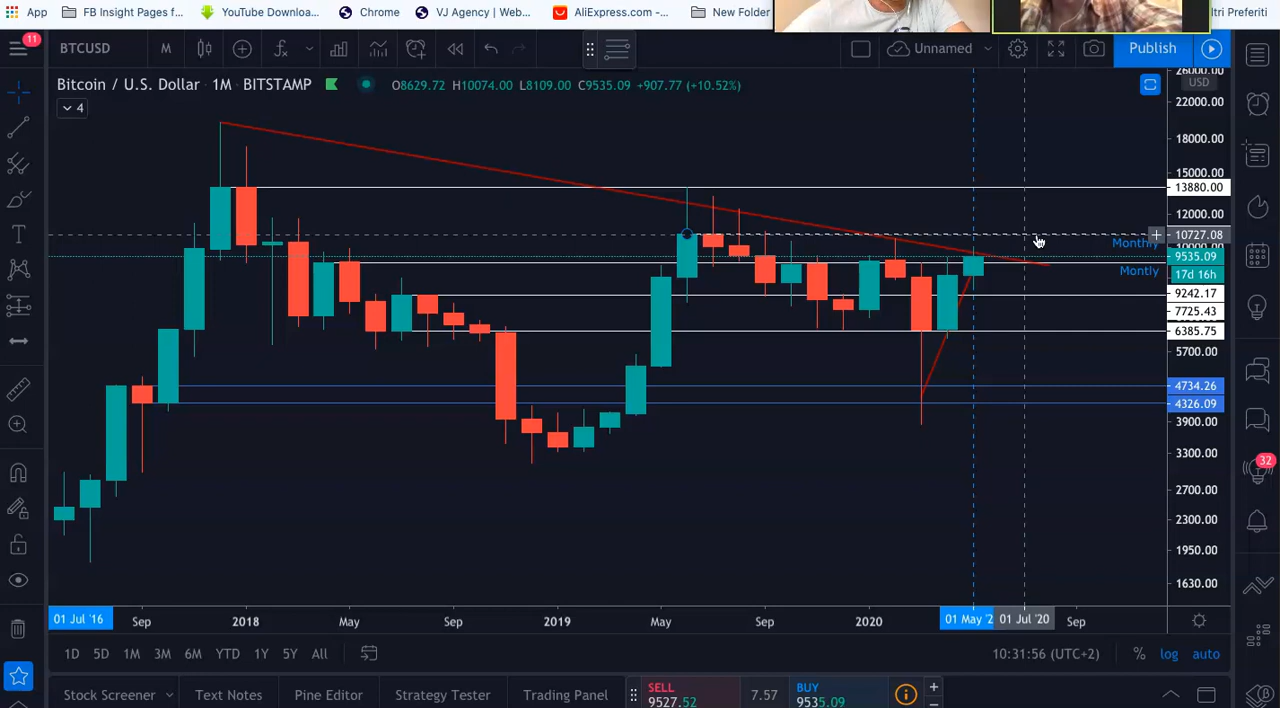 App FB Insight Pages f... YouTube Downloa... Chrome VJ Agency | Web... AliExpress.com -... New Folder ltri Preferiti
11 BTCUSD M Unnamed Publish
Bitcoin / U.S. Dollar 1M BITSTAMP O8629.72 H10074.00 L8109.00 C9535.09 +907.77 (+10.52%)
4
26000.00
USD
22000.00
18000.00
15000.00
13880.00
12000.00
10727.08
Monthly
10000.00
9535.09
Montly 17d 16h
9242.17
7725.43
6385.75
5700.00
4734.26
4326.09
3900.00
3300.00
2700.00
2300.00
1950.00
1630.00
32
01 Jul '16 Sep 2018 May Sep 2019 May Sep 2020 01 May '2 01 Jul '20 Sep
1D 5D 1M 3M 6M YTD 1Y 5Y All 10:31:56 (UTC+2) % log auto
Stock Screener Text Notes Pine Editor Strategy Tester Trading Panel SELL 7.57 BUY
9527.52 9535.09